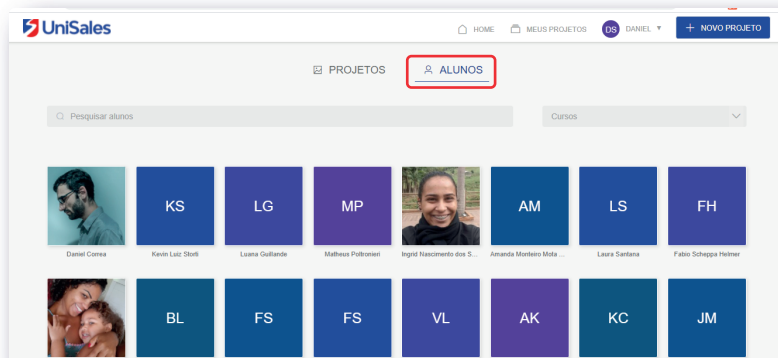 UniSales
HOME MEUS PROJETOS DS DANIEL NOVO PROJETO
PROJETOS ALUNOS
Pesquisar alunos Cursos
KS LG MP AM LS FH
Daniel Correa Kevin Luiz Storti Luana Guillande Matheus Poltronieri Ingrid Nascimento dos S... Amanda Monteiro Mota ... Laura Santana Fabio Scheppa Helmer
BL FS FS VL AK KC JM